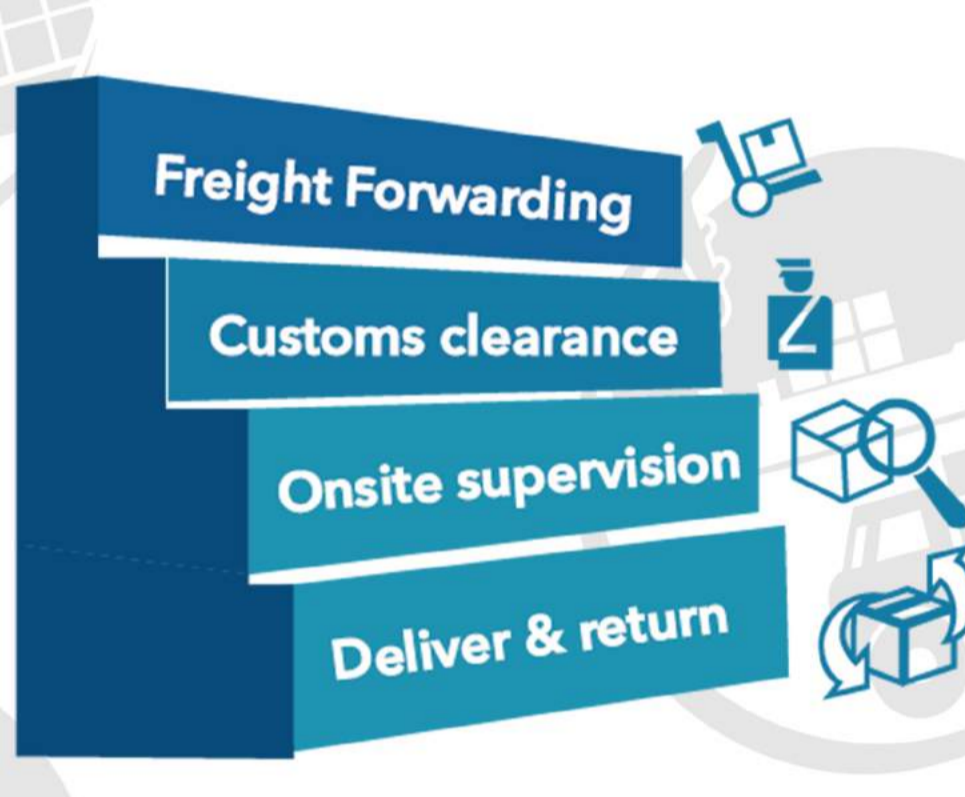 Freight Forwarding
Customs clearance
Onsite supervision
Deliver & return